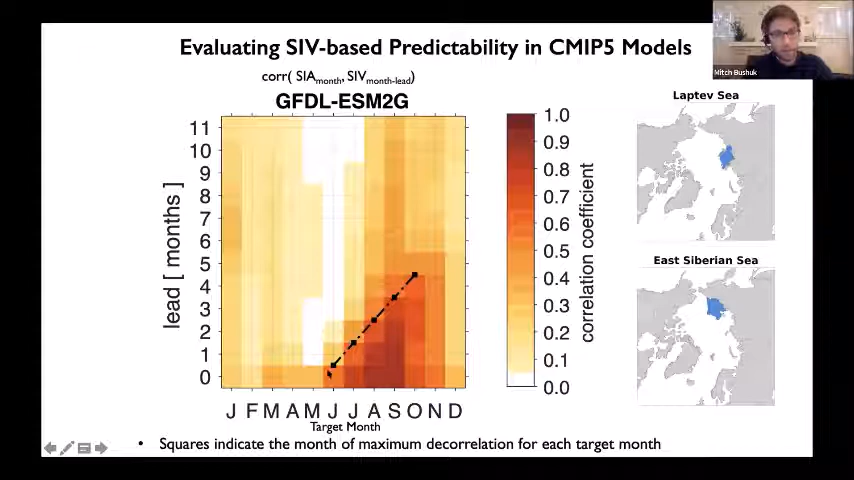 Evaluating SIV-based Predictability in CMIP5 Models
Mitch Bushuk
corr( SIAmonth, SIVmonth-lead)
GFDL-ESM2G
11
10
9
8
7
6
5
4
3
2
1
0
lead [ months ]
J F M A M J J A S O N D
Target Month
1.0
0.9
0.8
0.7
0.6
0.5
0.4
0.3
0.2
0.1
0.0
correlation coefficient
Laptev Sea
East Siberian Sea
• Squares indicate the month of maximum decorrelation for each target month